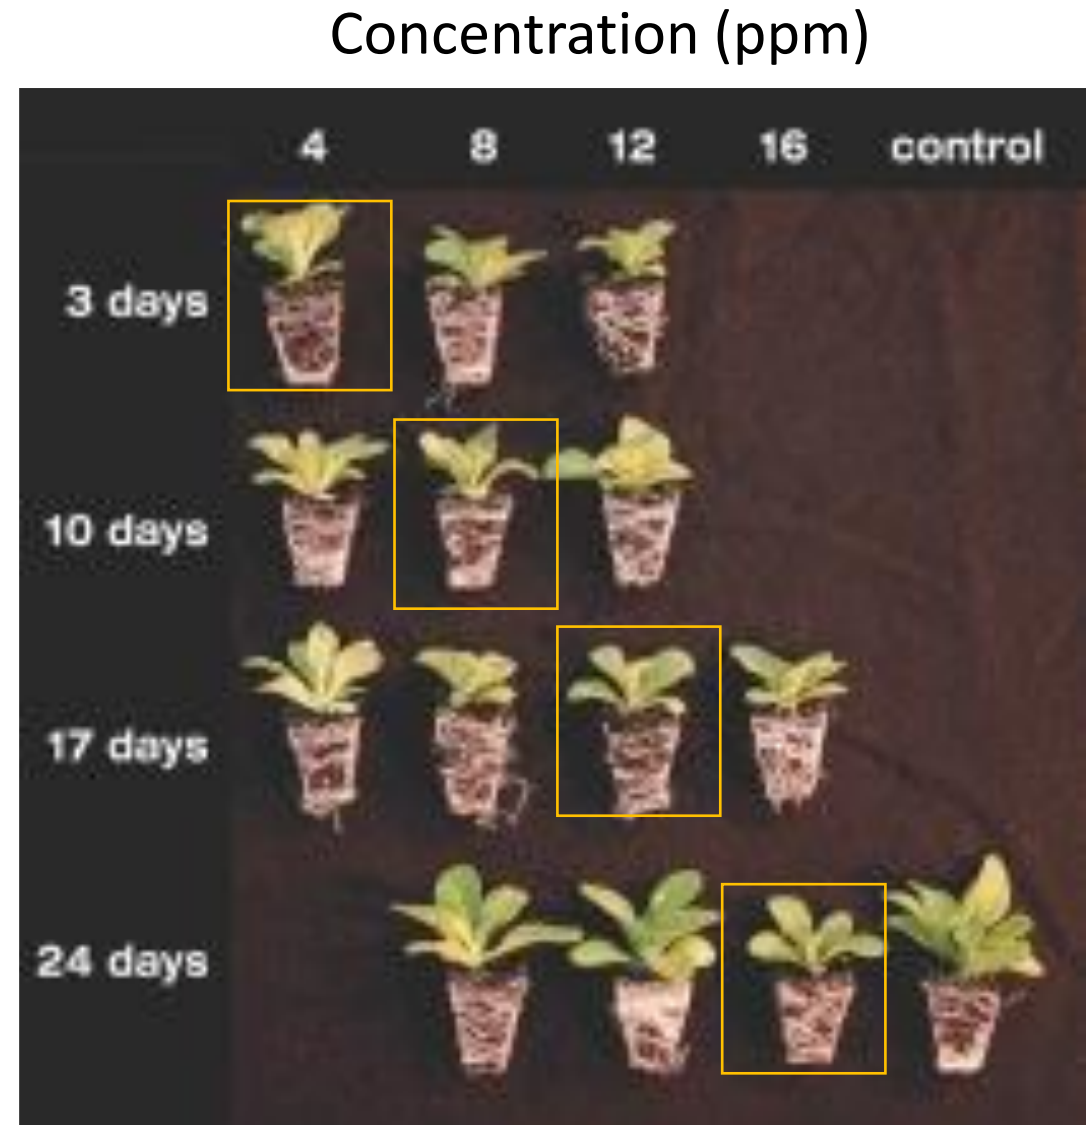 Concentration (ppm)
4 8 12 16 control
3 days
10 days
17 days
24 days